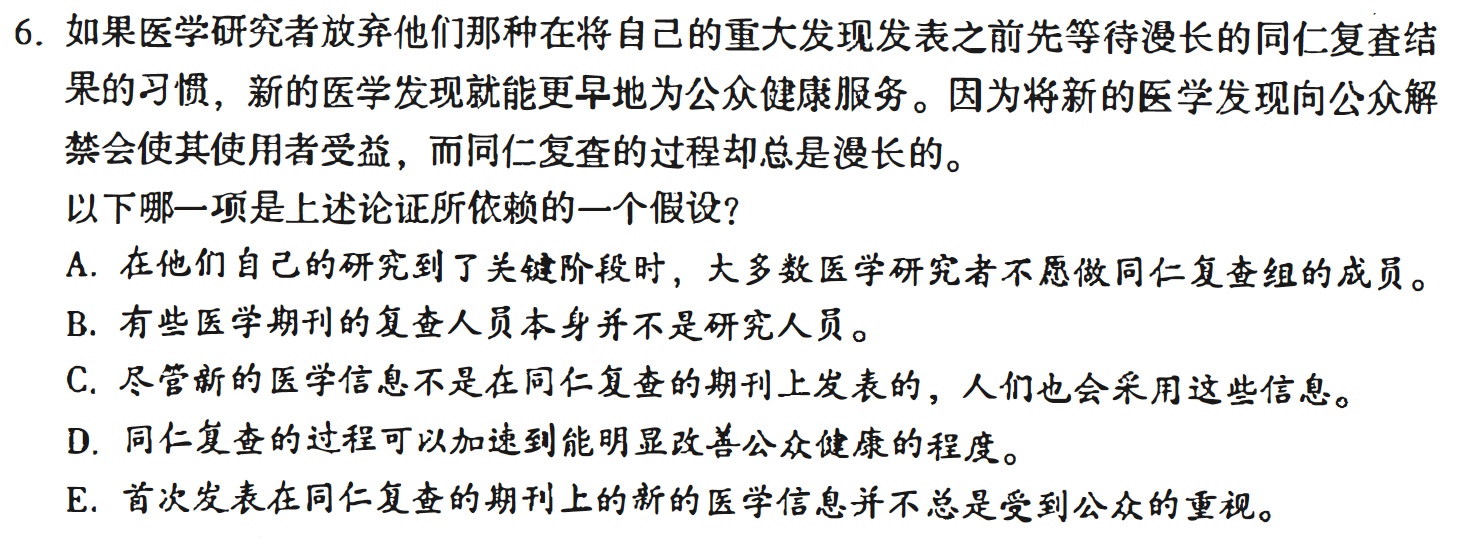 6. 如果医学研究者放弃他们那种在将自己的重大发现发表之前先等待漫长的同仁复查结
果的习惯，新的医学发现就能更早地为公众健康服务。因为将新的医学发现向公众解
禁会使其使用者受益，而同仁复查的过程却总是漫长的。
以下哪一项是上述论证所依赖的一个假设？
A. 在他们自己的研究到了关键阶段时，大多数医学研究者不愿做同仁复查组的成员。
B. 有些医学期刊的复查人员本身并不是研究人员。
C. 尽管新的医学信息不是在同仁复查的期刊上发表的，人们也会采用这些信息。
D. 同仁复查的过程可以加速到能明显改善公众健康的程度。
E. 首次发表在同仁复查的期刊上的新的医学信息并不总是受到公众的重视。